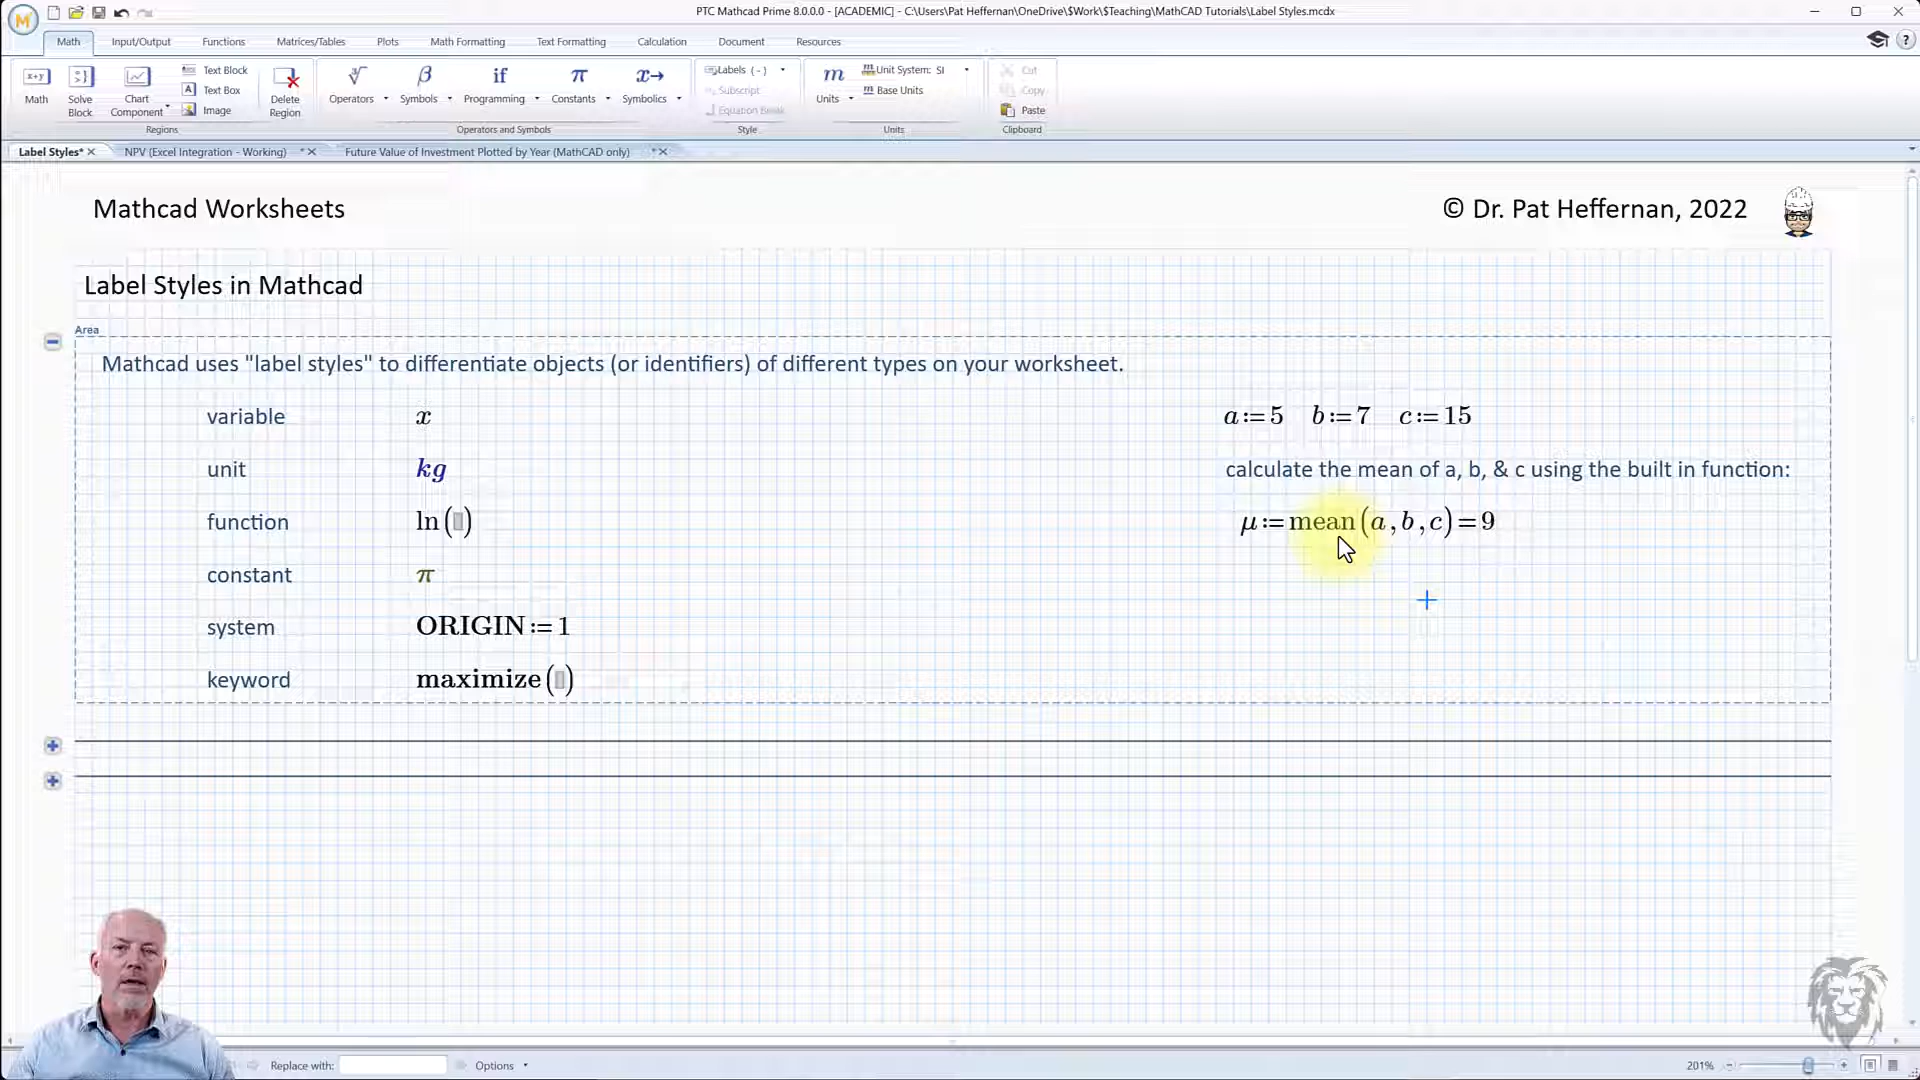 PTC Mathcad Prime 8.0.0.0 - [ACADEMIC] - C:\Users\Pat Heffernan\OneDrive\$Work\$Teaching\MathCAD Tutorials\Label Styles.mcdx
Math Input/Output Functions Matrices/Tables Plots Math Formatting Text Formatting Calculation Document Resources
Math
Solve Block
Chart Component
Text Block
Text Box
Image
Delete Region
Operators
Symbols
if
Programming
Constants
Symbolics
Labels ( - )
Subscript
Equation Break
Units
Unit System: SI
Base Units
Cut
Copy
Paste
Regions Operators and Symbols Style Units Clipboard
Label Styles* NPV (Excel Integration - Working) * Future Value of Investment Plotted by Year (MathCAD only) *
Mathcad Worksheets © Dr. Pat Heffernan, 2022
Label Styles in Mathcad
Area
Mathcad uses "label styles" to differentiate objects (or identifiers) of different types on your worksheet.
variable x a:=5 b:=7 c:=15
unit kg calculate the mean of a, b, & c using the built in function:
function ln(▯) μ:=mean(a,b,c)=9
constant π
system ORIGIN:=1
keyword maximize(▯)
Replace with: Options 201%